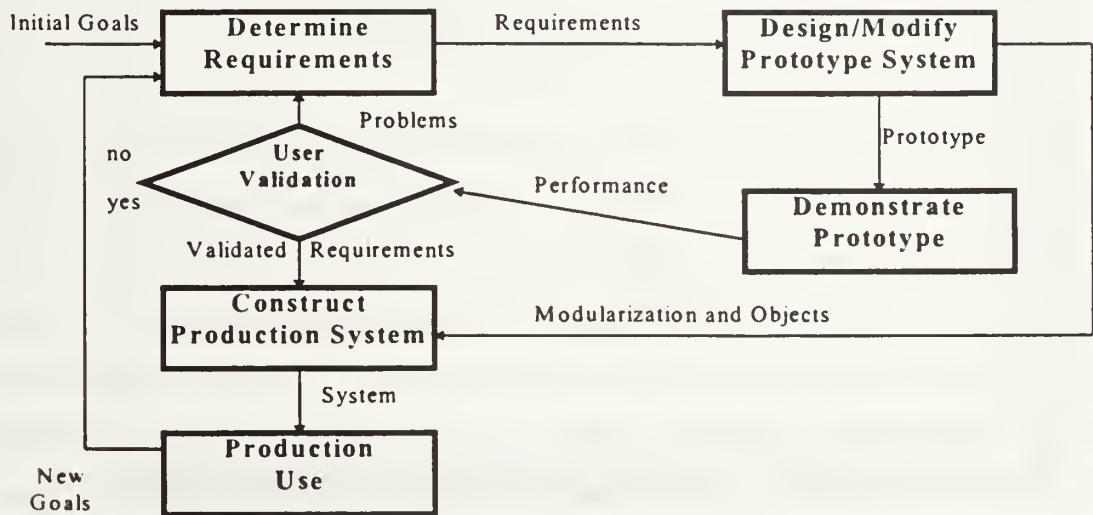 Initial Goals
Determine
Requirements
Requirements
Design/Modify
Prototype System
Problems
Prototype
no
yes
User
Validation
Performance
Demonstrate
Prototype
Validated Requirements
Construct
Production System
Modularization and Objects
System
Production
Use
New
Goals